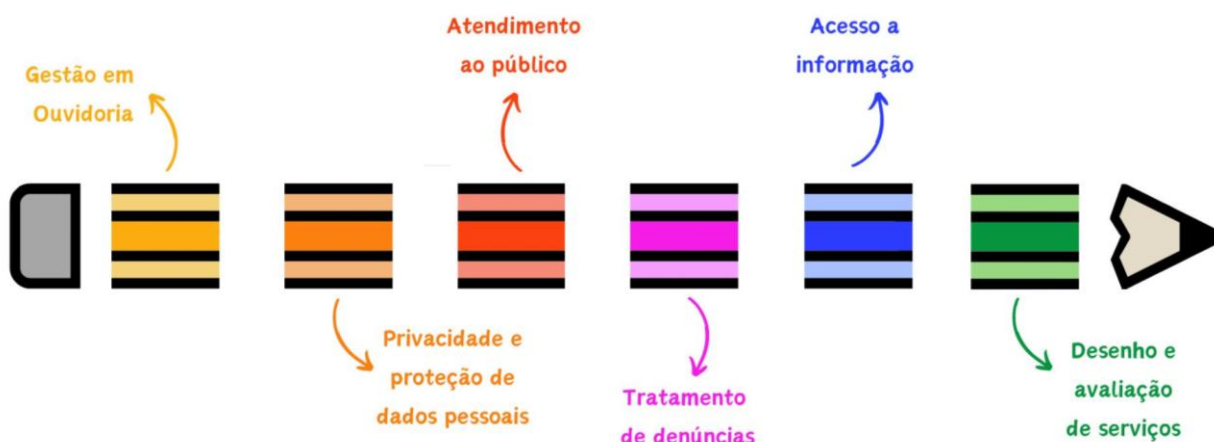 Gestão em
Ouvidoria
Privacidade e
proteção de
dados pessoais
Atendimento
ao público
Tratamento
de denúncias
Acesso a
informação
Desenho e
avaliação
de serviços